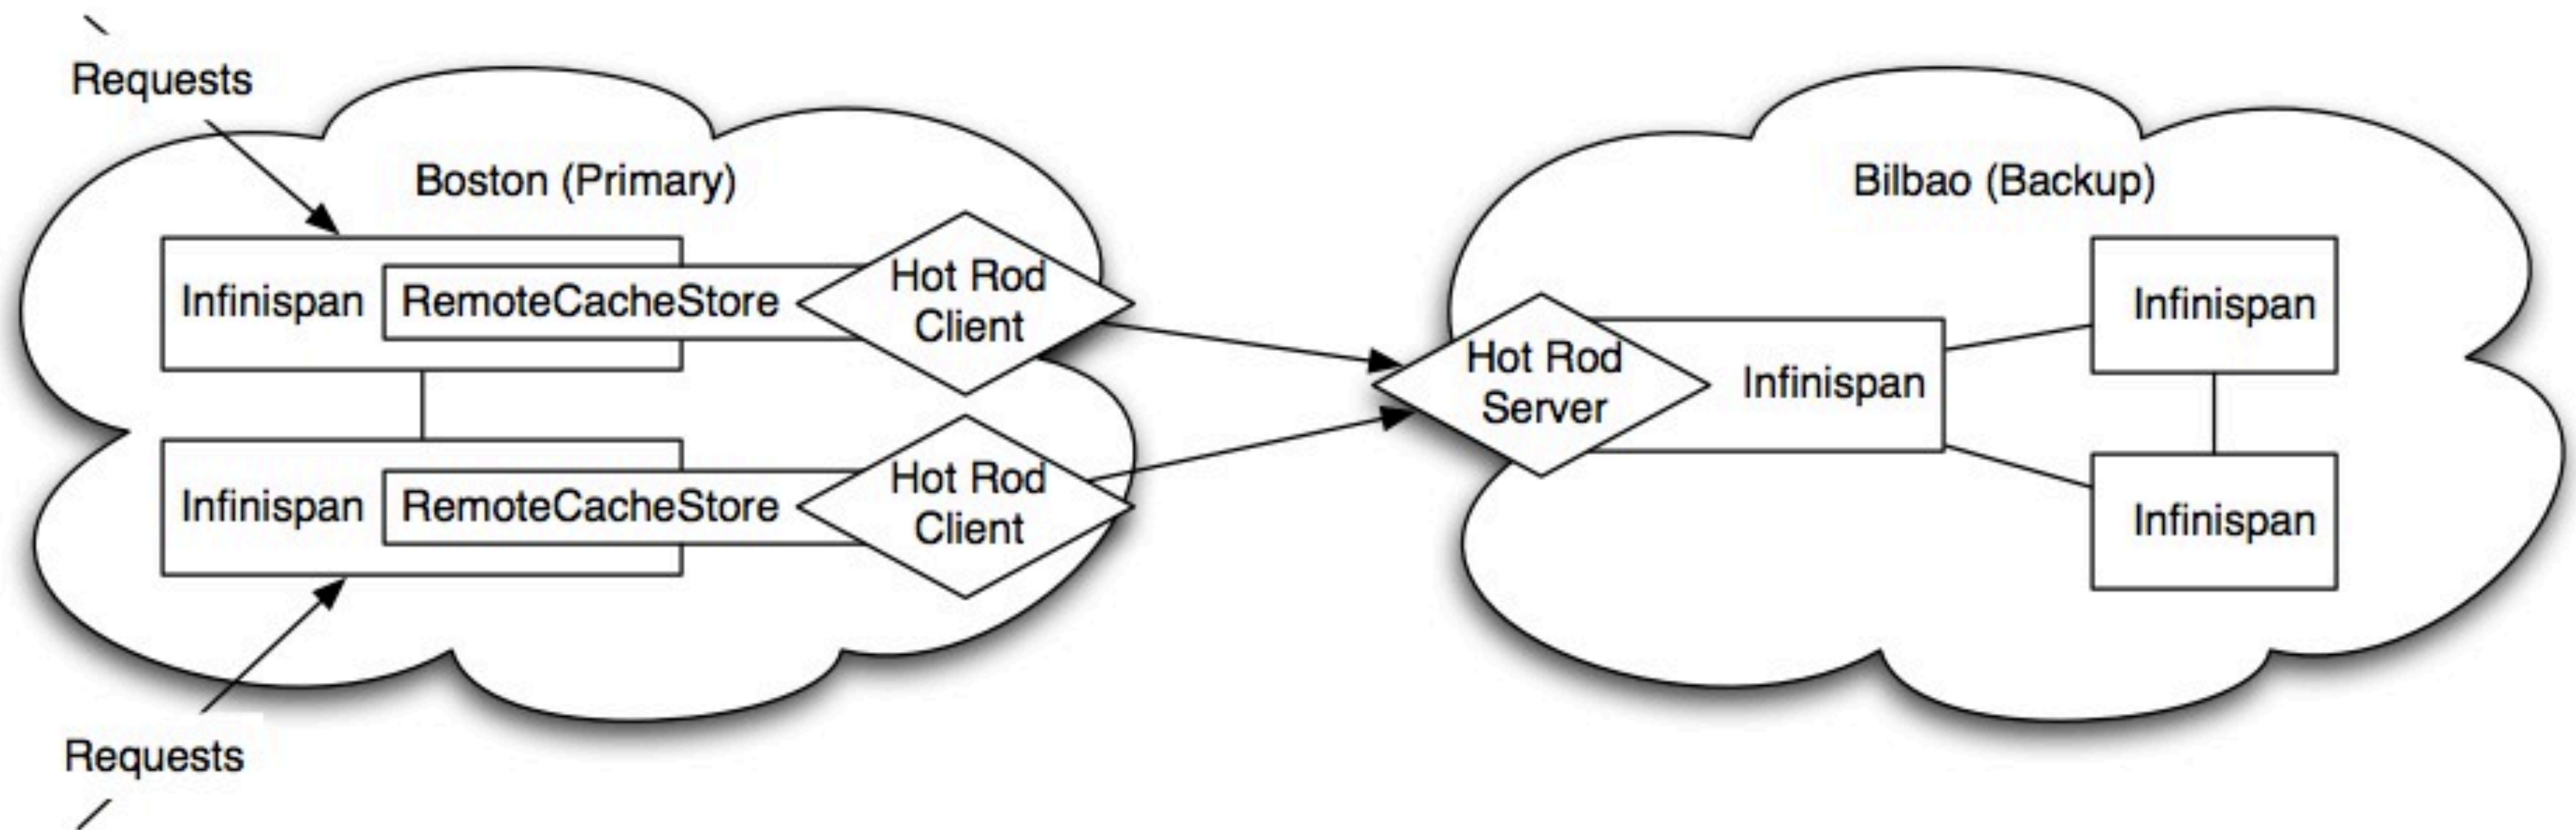 Requests
Boston (Primary)
Infinispan
RemoteCacheStore
Hot Rod
Client
Infinispan
RemoteCacheStore
Hot Rod
Client
Requests
Bilbao (Backup)
Hot Rod
Server
Infinispan
Infinispan
Infinispan